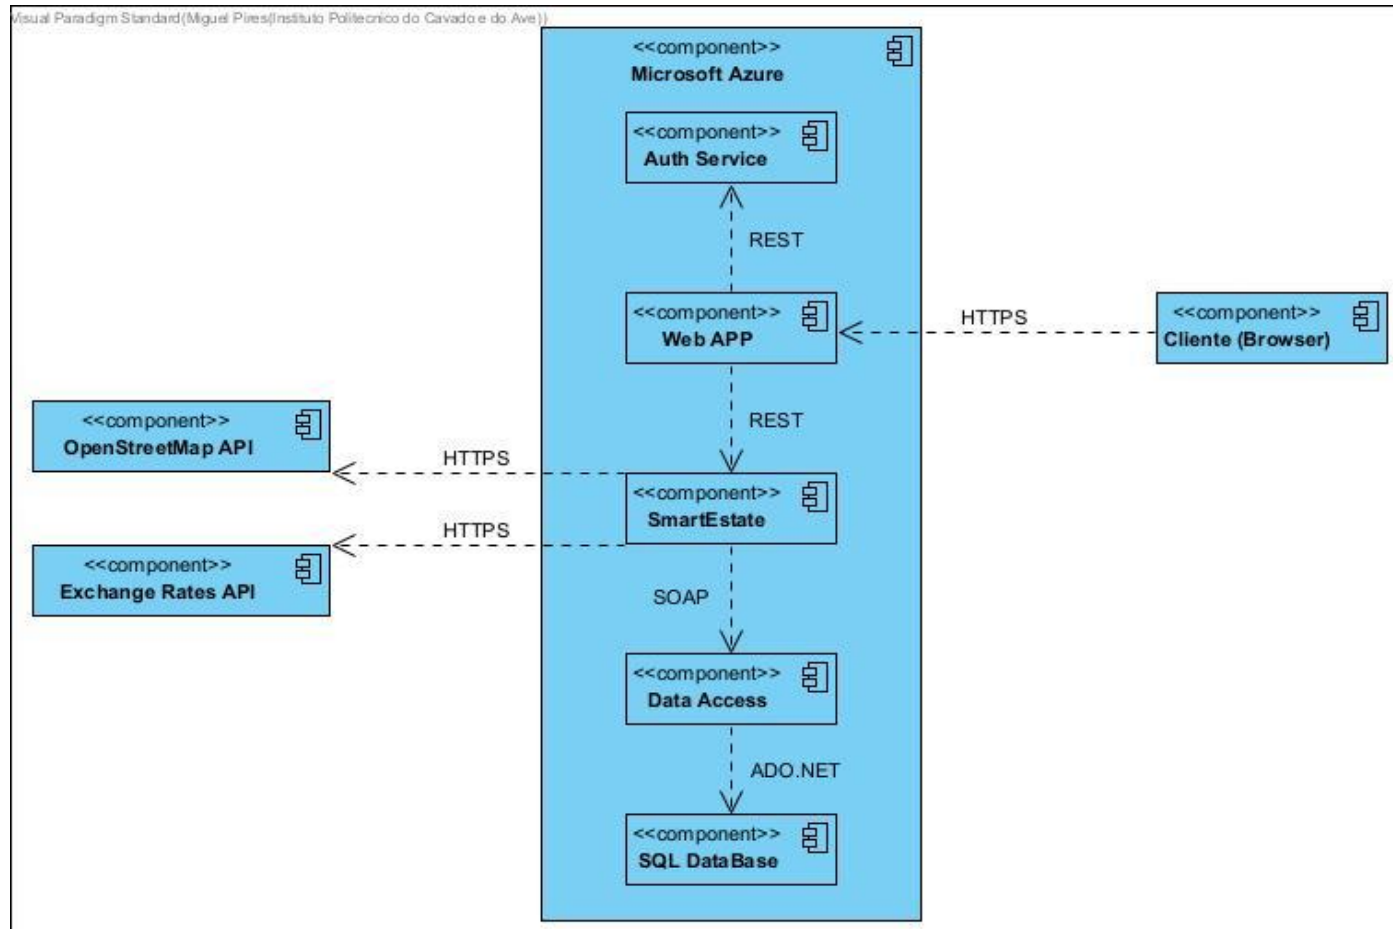 Visual Paradigm Standard(Miguel Pires(Instituto Politecnico do Cavado e do Ave))
<<component>>
Microsoft Azure
<<component>>
Auth Service
REST
<<component>>
Web APP
HTTPS
<<component>>
Cliente (Browser)
REST
<<component>>
OpenStreetMap API
HTTPS
<<component>>
SmartEstate
HTTPS
<<component>>
Exchange Rates API
SOAP
<<component>>
Data Access
ADO.NET
<<component>>
SQL DataBase